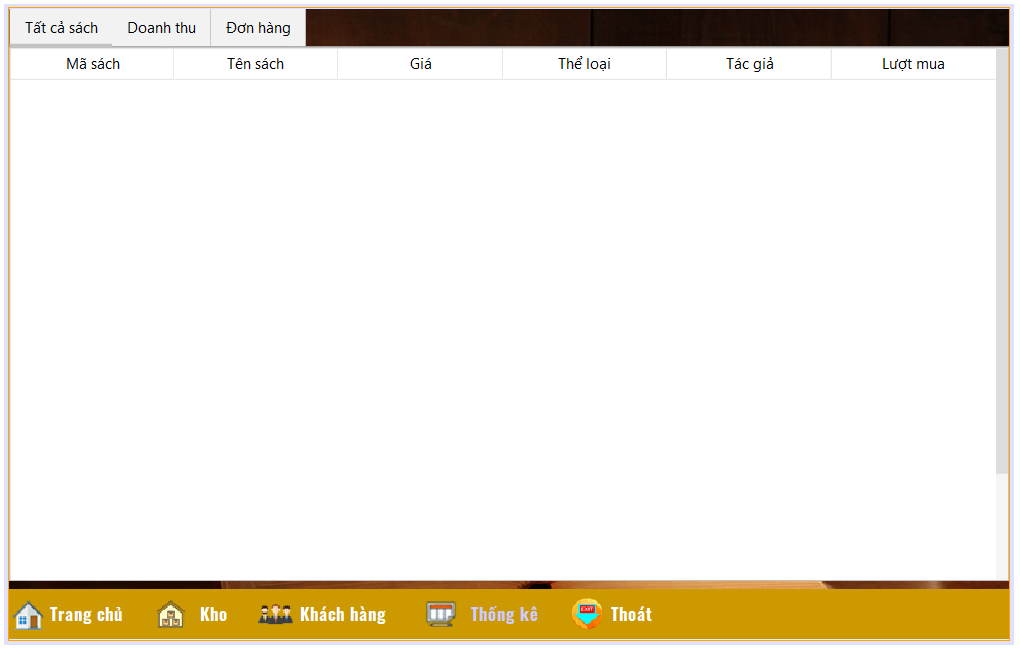 Tất cả sách Doanh thu Đơn hàng
Mã sách Tên sách Giá Thể loại Tác giả Lượt mua
Trang chủ Kho Khách hàng Thống kê EXIT Thoát